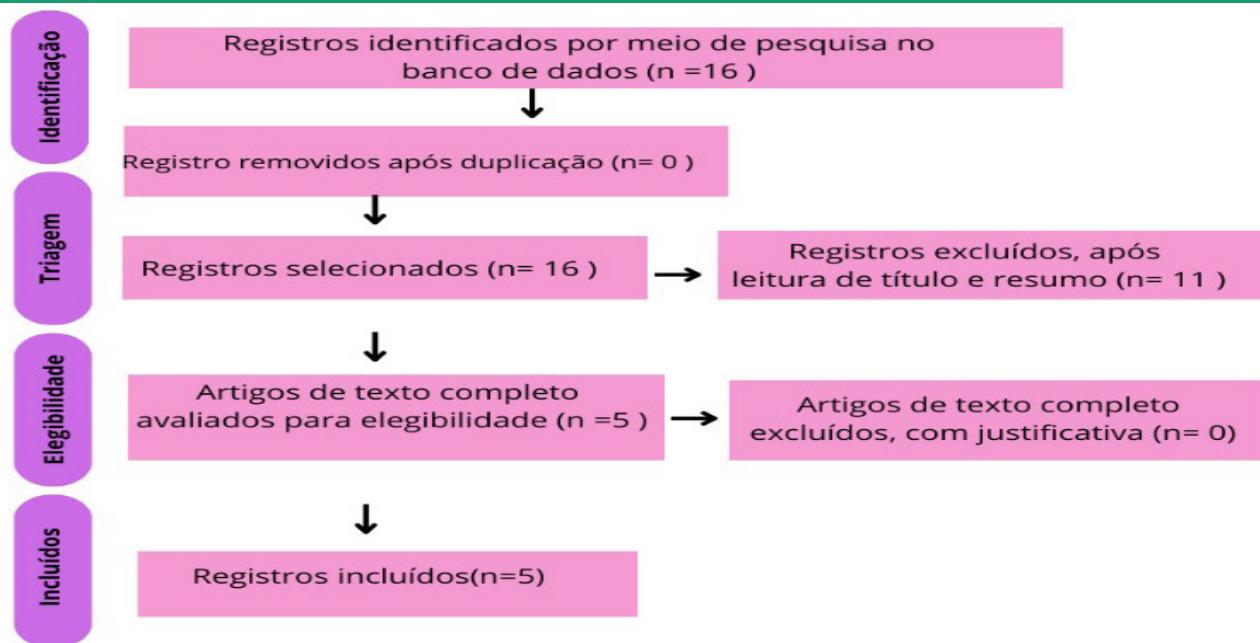 Identificação
Registros identificados por meio de pesquisa no
banco de dados (n =16 )
Registro removidos após duplicação (n= 0 )
Triagem
Registros selecionados (n= 16 )
Registros excluídos, após
leitura de título e resumo (n= 11 )
Elegibilidade
Artigos de texto completo
avaliados para elegibilidade (n =5 )
Artigos de texto completo
excluídos, com justificativa (n= 0)
Incluídos
Registros incluídos(n=5)